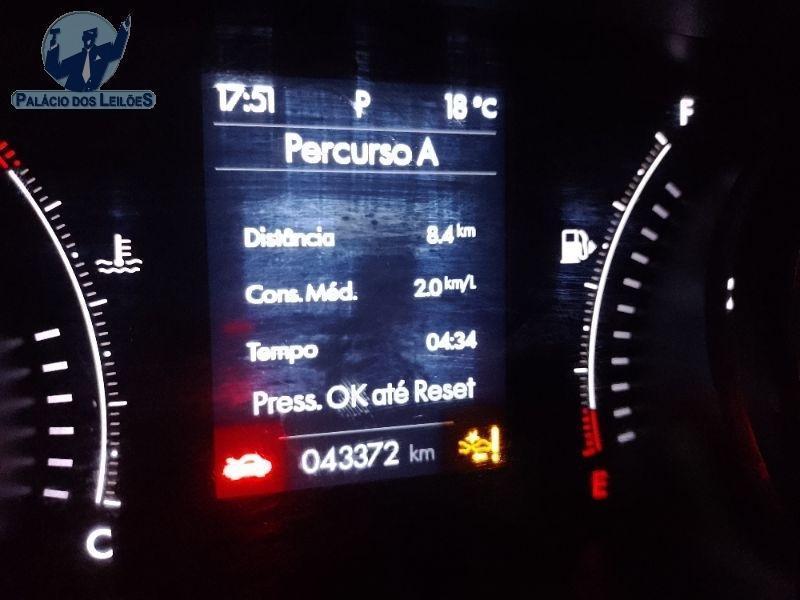 PALÁCIO DOS LEILÕES
17:51 P 18 °C
Percurso A
Distância 8.4 km
Cons. Méd. 2.0 km/L
Tempo 04:34
Press. OK até Reset
043372 km
F
E
C